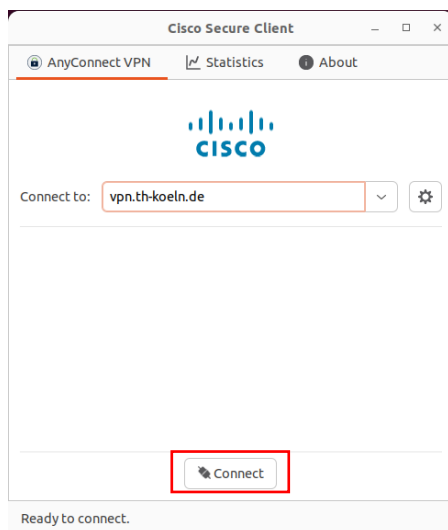 Cisco Secure Client
AnyConnect VPN Statistics About
CISCO
Connect to: vpn.th-koeln.de
Connect
Ready to connect.